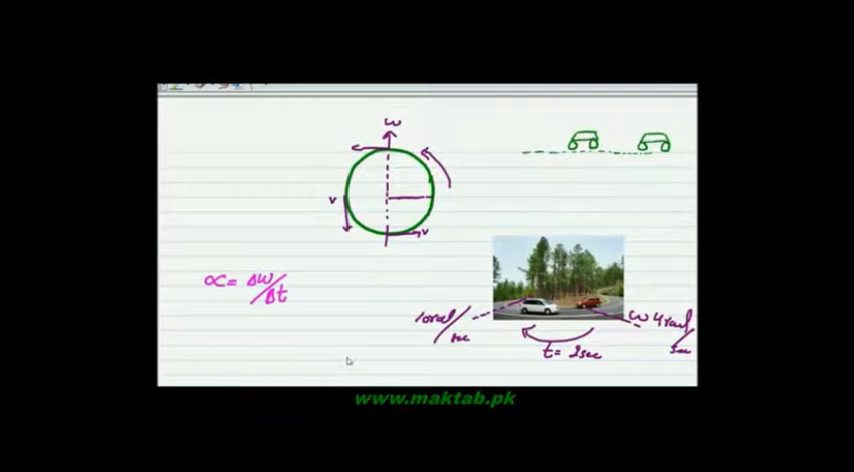 ω
v
v
α = Δω/Δt
10rad/sec
ω 4rad/sec
t = 2sec
www.maktab.pk